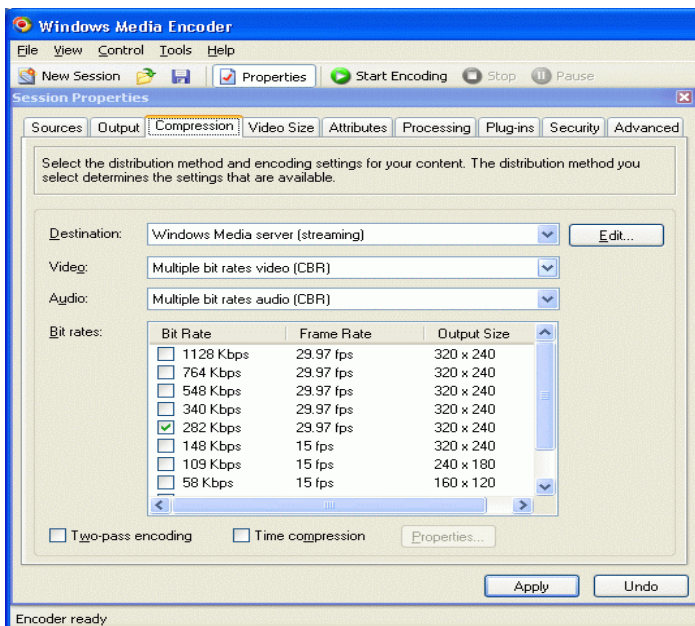 Windows Media Encoder
File View Control Tools Help
New Session Properties Start Encoding Stop Pause
Session Properties
Sources Output Compression Video Size Attributes Processing Plug-ins Security Advanced
Select the distribution method and encoding settings for your content. The distribution method you
select determines the settings that are available.
Destination: Windows Media server (streaming) Edit...
Video: Multiple bit rates video (CBR)
Audio: Multiple bit rates audio (CBR)
Bit rates: Bit Rate Frame Rate Output Size
1128 Kbps 29.97 fps 320 x 240
764 Kbps 29.97 fps 320 x 240
548 Kbps 29.97 fps 320 x 240
340 Kbps 29.97 fps 320 x 240
282 Kbps 29.97 fps 320 x 240
148 Kbps 15 fps 320 x 240
109 Kbps 15 fps 240 x 180
58 Kbps 15 fps 160 x 120
Two-pass encoding Time compression Properties...
Apply Undo
Encoder ready